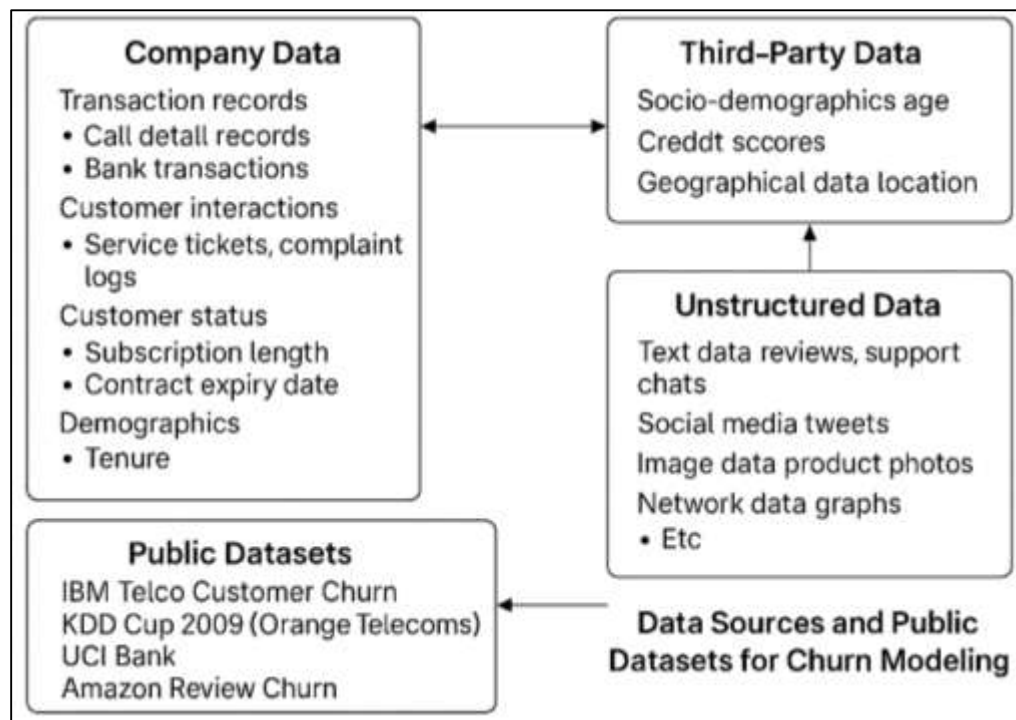 Company Data
Transaction records
• Call detall records
• Bank transactions
Customer interactions
• Service tickets, complaint
logs
Customer status
• Subscription length
• Contract expiry date
Demographics
• Tenure
Third-Party Data
Socio-demographics age
Creddt sccores
Geographical data location
Unstructured Data
Text data reviews, support
chats
Social media tweets
Image data product photos
Network data graphs
• Etc
Public Datasets
IBM Telco Customer Churn
KDD Cup 2009 (Orange Telecoms)
UCI Bank
Amazon Review Churn
Data Sources and Public
Datasets for Churn Modeling